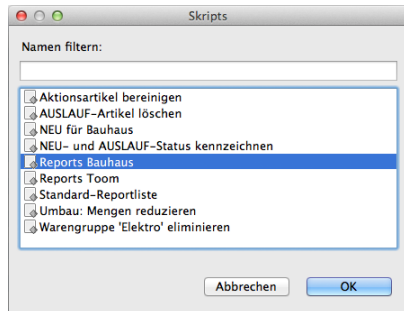 Skripts
Namen filtern:
Aktionsartikel bereinigen
AUSLAUF-Artikel löschen
NEU für Bauhaus
NEU- und AUSLAUF-Status kennzeichnen
Reports Bauhaus
Reports Toom
Standard-Reportliste
Umbau: Mengen reduzieren
Warengruppe 'Elektro' eliminieren
Abbrechen OK